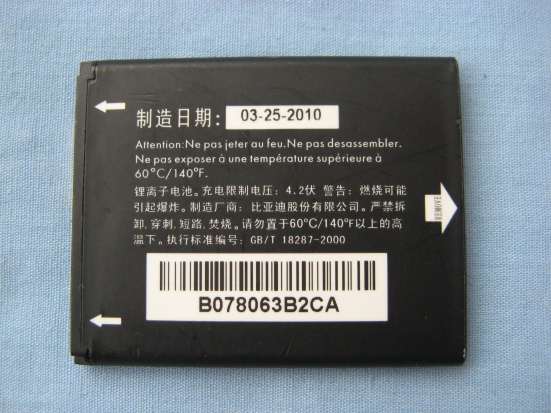 制造日期: 03-25-2010
Attention:Ne pas jeter au feu.Ne pas desassembler.
Ne pas exposer à une température supérieure à
60°C/140°F.
锂离子电池。充电限制电压：4.2伏 警告：燃烧可能
引起爆炸。制造厂商：比亚迪股份有限公司。严禁拆
卸，穿刺，短路，焚烧。请勿置于60°C/140°F以上的高
温下。执行标准编号：GB/T 18287-2000
B078063B2CA